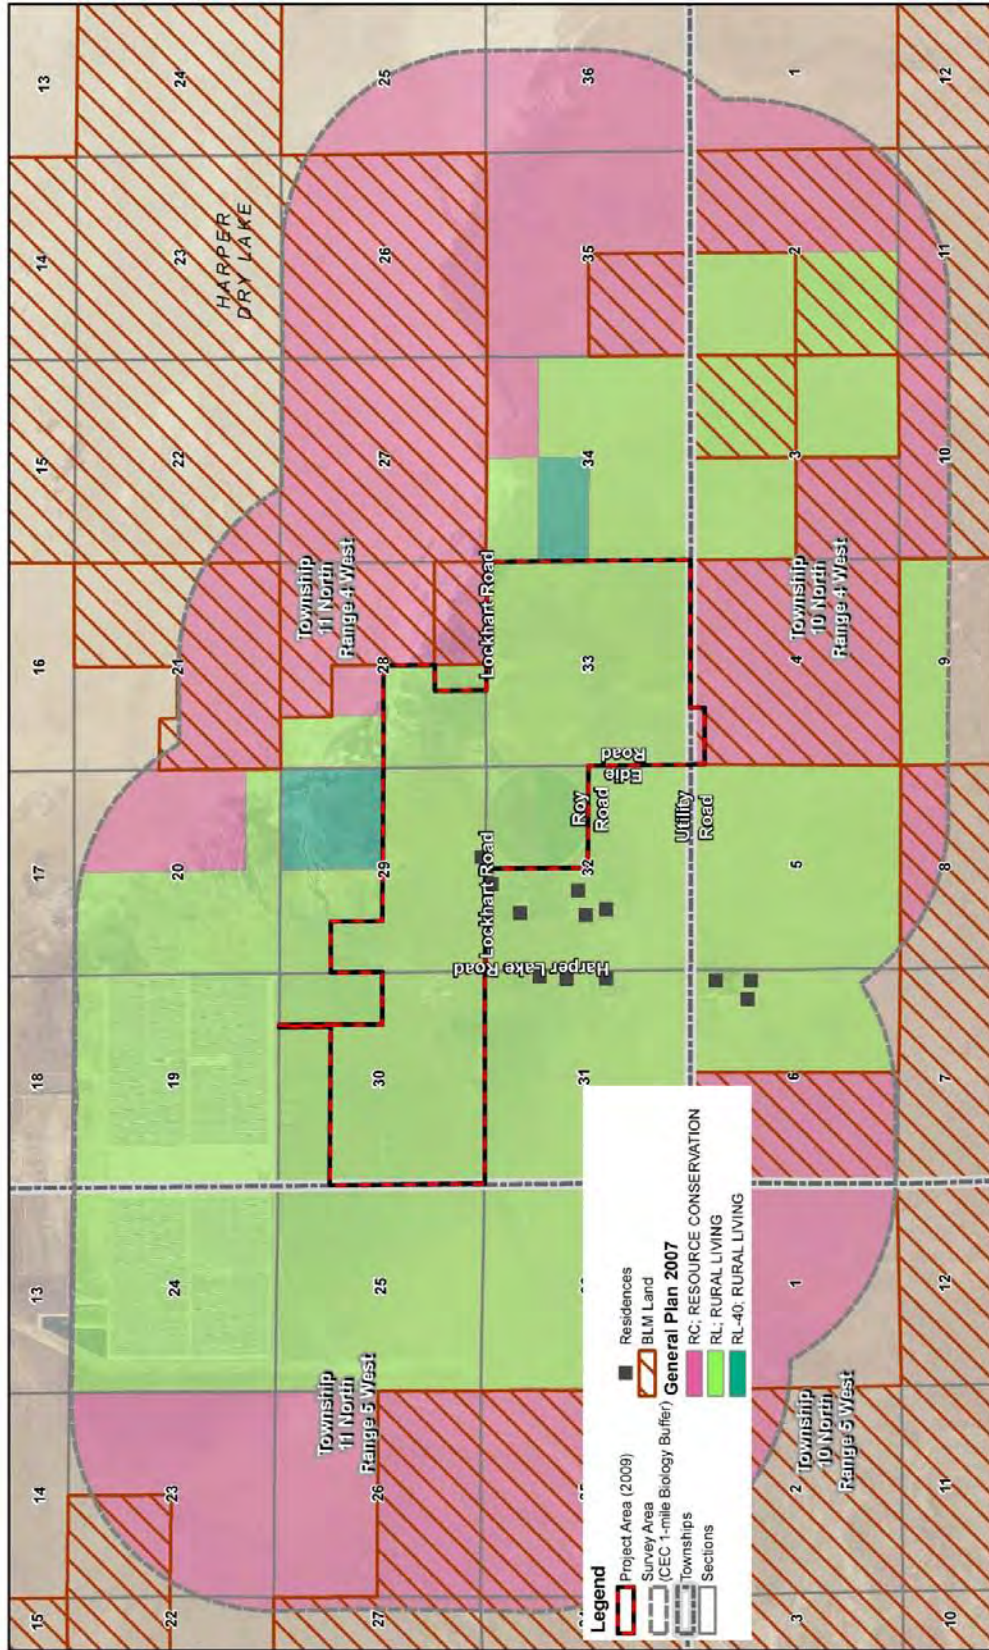 15 14 13 18 17 16 15 14 13
22 23 24 19 20 21 22 23 24
HARPER
DRY LAKE
Township
11 North
Range 5 West
Township
11 North
Range 4 West
27 26 25 30 29 28 27 26 25
Harper Lake Road
Lockhart Road
Lockhart Road
31 32 33 34 35 36
Roy
Road
Edie
Road
Utility
Road
Legend
Project Area (2009)
Survey Area
(CEC 1-mile Biology Buffer)
Townships
Sections
Residences
BLM Land
General Plan 2007
RC; RESOURCE CONSERVATION
RL; RURAL LIVING
RL-40; RURAL LIVING
3 2 1 6 5 4 3 2 1
Township
10 North
Range 5 West
Township
10 North
Range 4 West
10 11 12 7 8 9 10 11 12